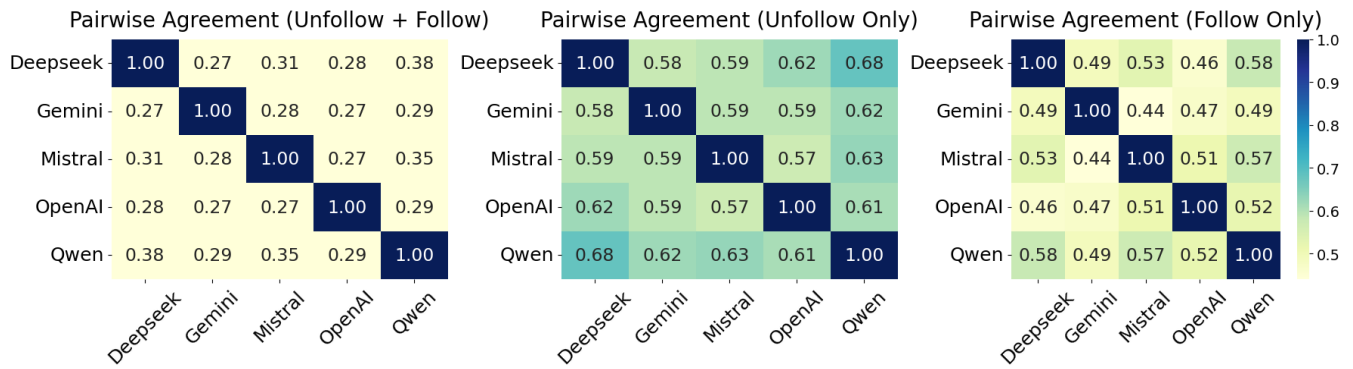 Pairwise Agreement (Unfollow + Follow)
Deepseek 1.00 0.27 0.31 0.28 0.38
Gemini 0.27 1.00 0.28 0.27 0.29
Mistral 0.31 0.28 1.00 0.27 0.35
OpenAI 0.28 0.27 0.27 1.00 0.29
Qwen 0.38 0.29 0.35 0.29 1.00
Deepseek Gemini Mistral OpenAI Qwen
Pairwise Agreement (Unfollow Only)
Deepseek 1.00 0.58 0.59 0.62 0.68
Gemini 0.58 1.00 0.59 0.59 0.62
Mistral 0.59 0.59 1.00 0.57 0.63
OpenAI 0.62 0.59 0.57 1.00 0.61
Qwen 0.68 0.62 0.63 0.61 1.00
Deepseek Gemini Mistral OpenAI Qwen
Pairwise Agreement (Follow Only)
Deepseek 1.00 0.49 0.53 0.46 0.58
Gemini 0.49 1.00 0.44 0.47 0.49
Mistral 0.53 0.44 1.00 0.51 0.57
OpenAI 0.46 0.47 0.51 1.00 0.52
Qwen 0.58 0.49 0.57 0.52 1.00
Deepseek Gemini Mistral OpenAI Qwen
1.0
0.9
0.8
0.7
0.6
0.5